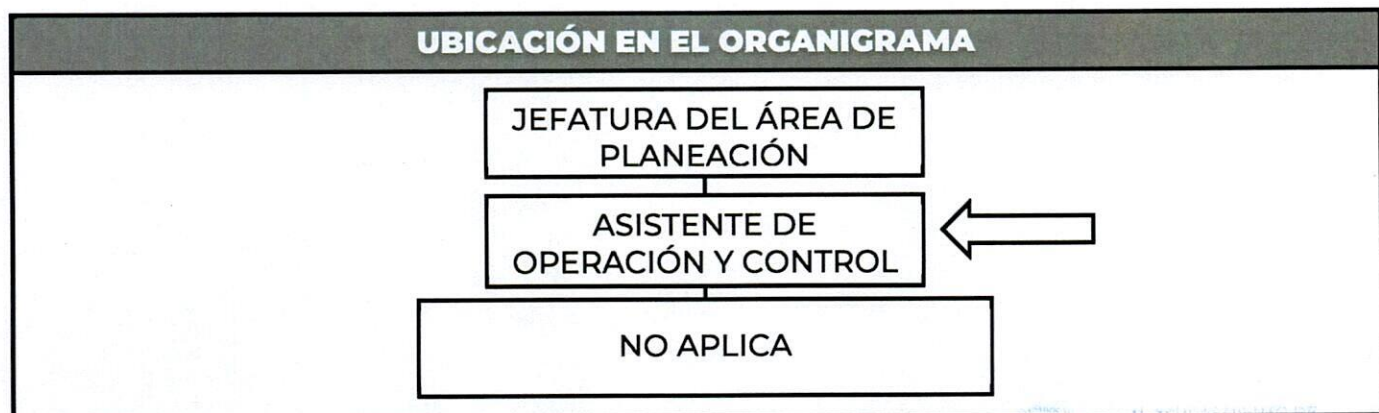 UBICACIÓN EN EL ORGANIGRAMA
JEFATURA DEL ÁREA DE
PLANEACIÓN
ASISTENTE DE
OPERACIÓN Y CONTROL
NO APLICA